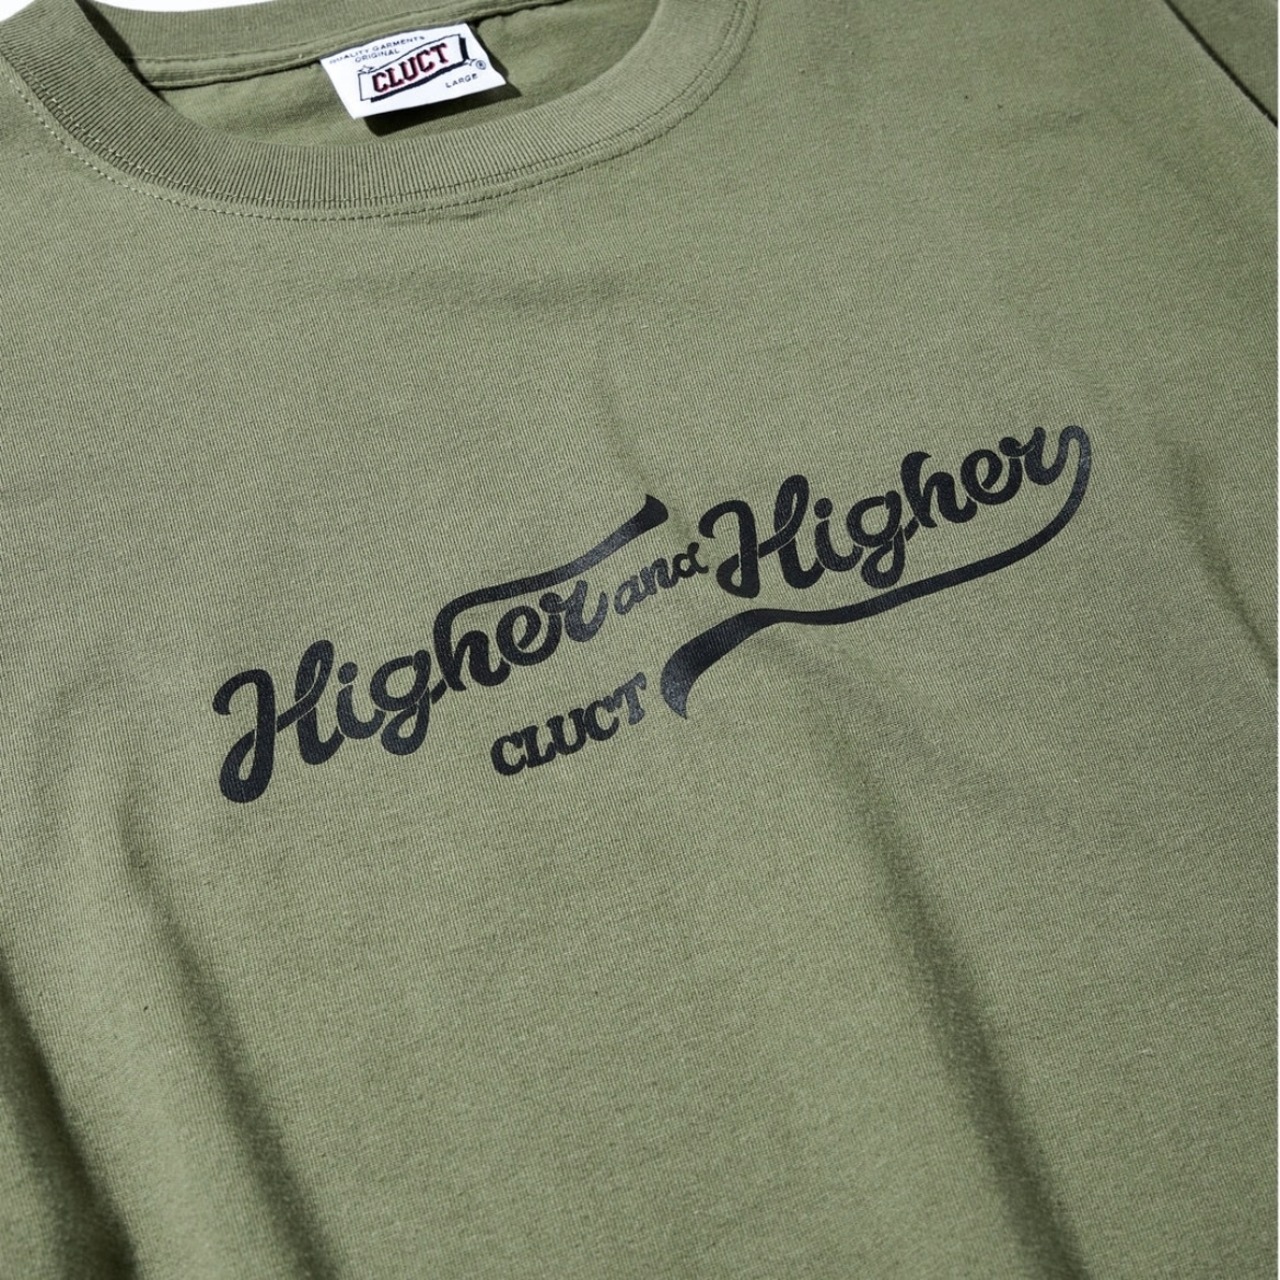 QUALITY GARMENTS
ORIGINAL
CLUCT®
LARGE
Higher and Higher
CLUCT